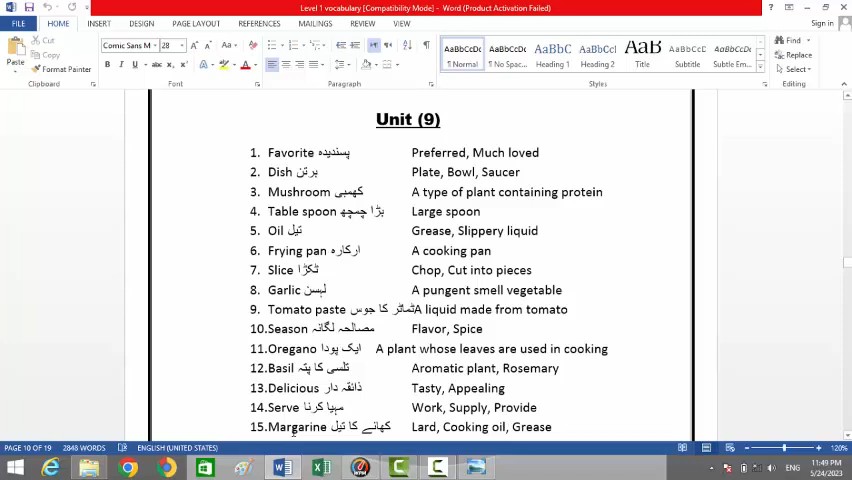 Level 1 vocabulary [Compatibility Mode] - Word (Product Activation Failed)
FILE HOME INSERT DESIGN PAGE LAYOUT REFERENCES MAILINGS REVIEW VIEW Sign in
Cut
Copy
Format Painter
Paste
Comic Sans M 28
AaBbCcDc AaBbCcDc AaBbCc AaBbCcl AaB AaBbCcD AaBbCcDc
¶ Normal ¶ No Spac... Heading 1 Heading 2 Title Subtitle Subtle Em...
Find
Replace
Select
Clipboard Font Paragraph Styles Editing
Unit (9)
1. Favorite پسندیدہ Preferred, Much loved
2. Dish برتن Plate, Bowl, Saucer
3. Mushroom کھمبی A type of plant containing protein
4. Table spoon بڑا چمچھ Large spoon
5. Oil تیل Grease, Slippery liquid
6. Frying pan ارکارہ A cooking pan
7. Slice ٹکڑا Chop, Cut into pieces
8. Garlic لہسن A pungent smell vegetable
9. Tomato paste ٹماٹر کا جوس A liquid made from tomato
10.Season مصالحہ لگانہ Flavor, Spice
11.Oregano ایک پودا A plant whose leaves are used in cooking
12.Basil تلسی کا پتہ Aromatic plant, Rosemary
13.Delicious ذائقہ دار Tasty, Appealing
14.Serve مہیا کرنا Work, Supply, Provide
15.Margarine کھانے کا تیل Lard, Cooking oil, Grease
PAGE 10 OF 19 2848 WORDS ENGLISH (UNITED STATES) 120%
ENG 11:49 PM
5/24/2023